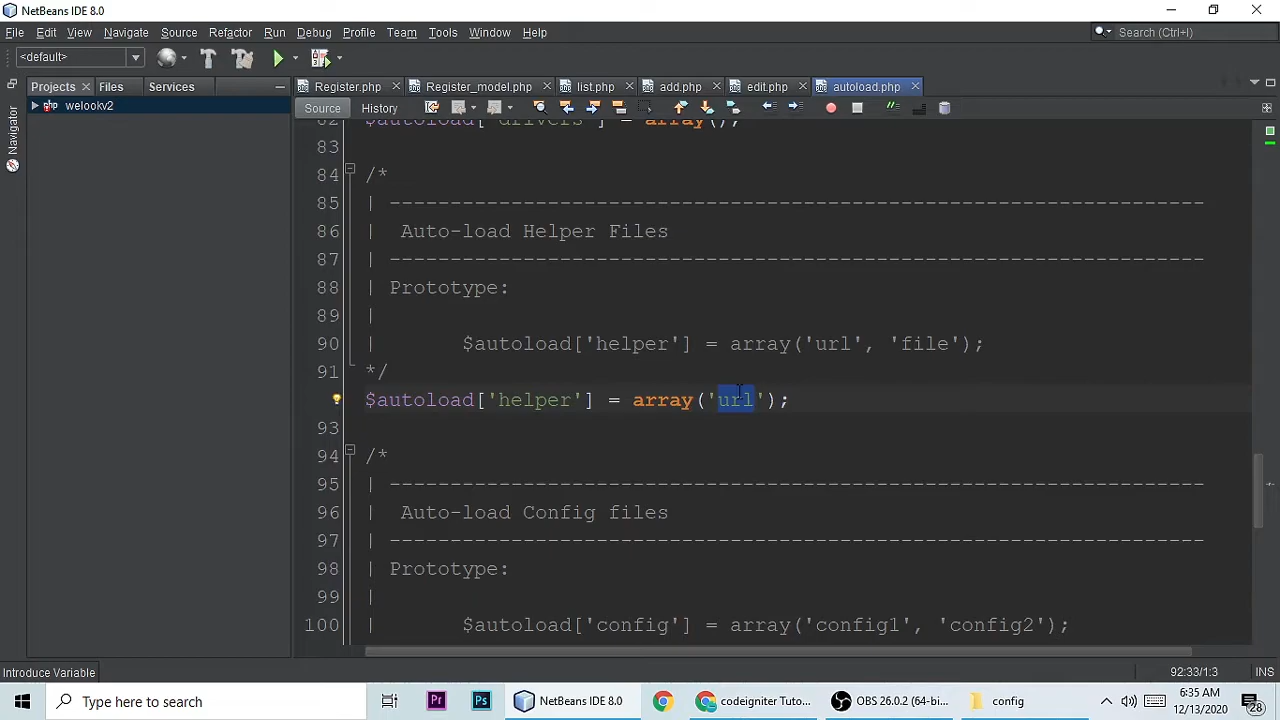 NetBeans IDE 8.0
File Edit View Navigate Source Refactor Run Debug Profile Team Tools Window Help
Search (Ctrl+I)
<default>
Projects Files Services
Register.php Register_model.php list.php add.php edit.php autoload.php
Navigator
welookv2
Source History
82 $autoload['drivers'] = array();
83
84 /*
85 | -------------------------------------------------------------------
86 | Auto-load Helper Files
87 | -------------------------------------------------------------------
88 | Prototype:
89 |
90 | $autoload['helper'] = array('url', 'file');
91 */
$autoload['helper'] = array('url');
93
94 /*
95 | -------------------------------------------------------------------
96 | Auto-load Config files
97 | -------------------------------------------------------------------
98 | Prototype:
99 |
100 | $autoload['config'] = array('config1', 'config2');
Introduce Variable
92:33/1:3
INS
Type here to search
Pr
Ps
NetBeans IDE 8.0
codeigniter Tuto...
OBS 26.0.2 (64-bi...
config
6:35 AM
12/13/2020
28